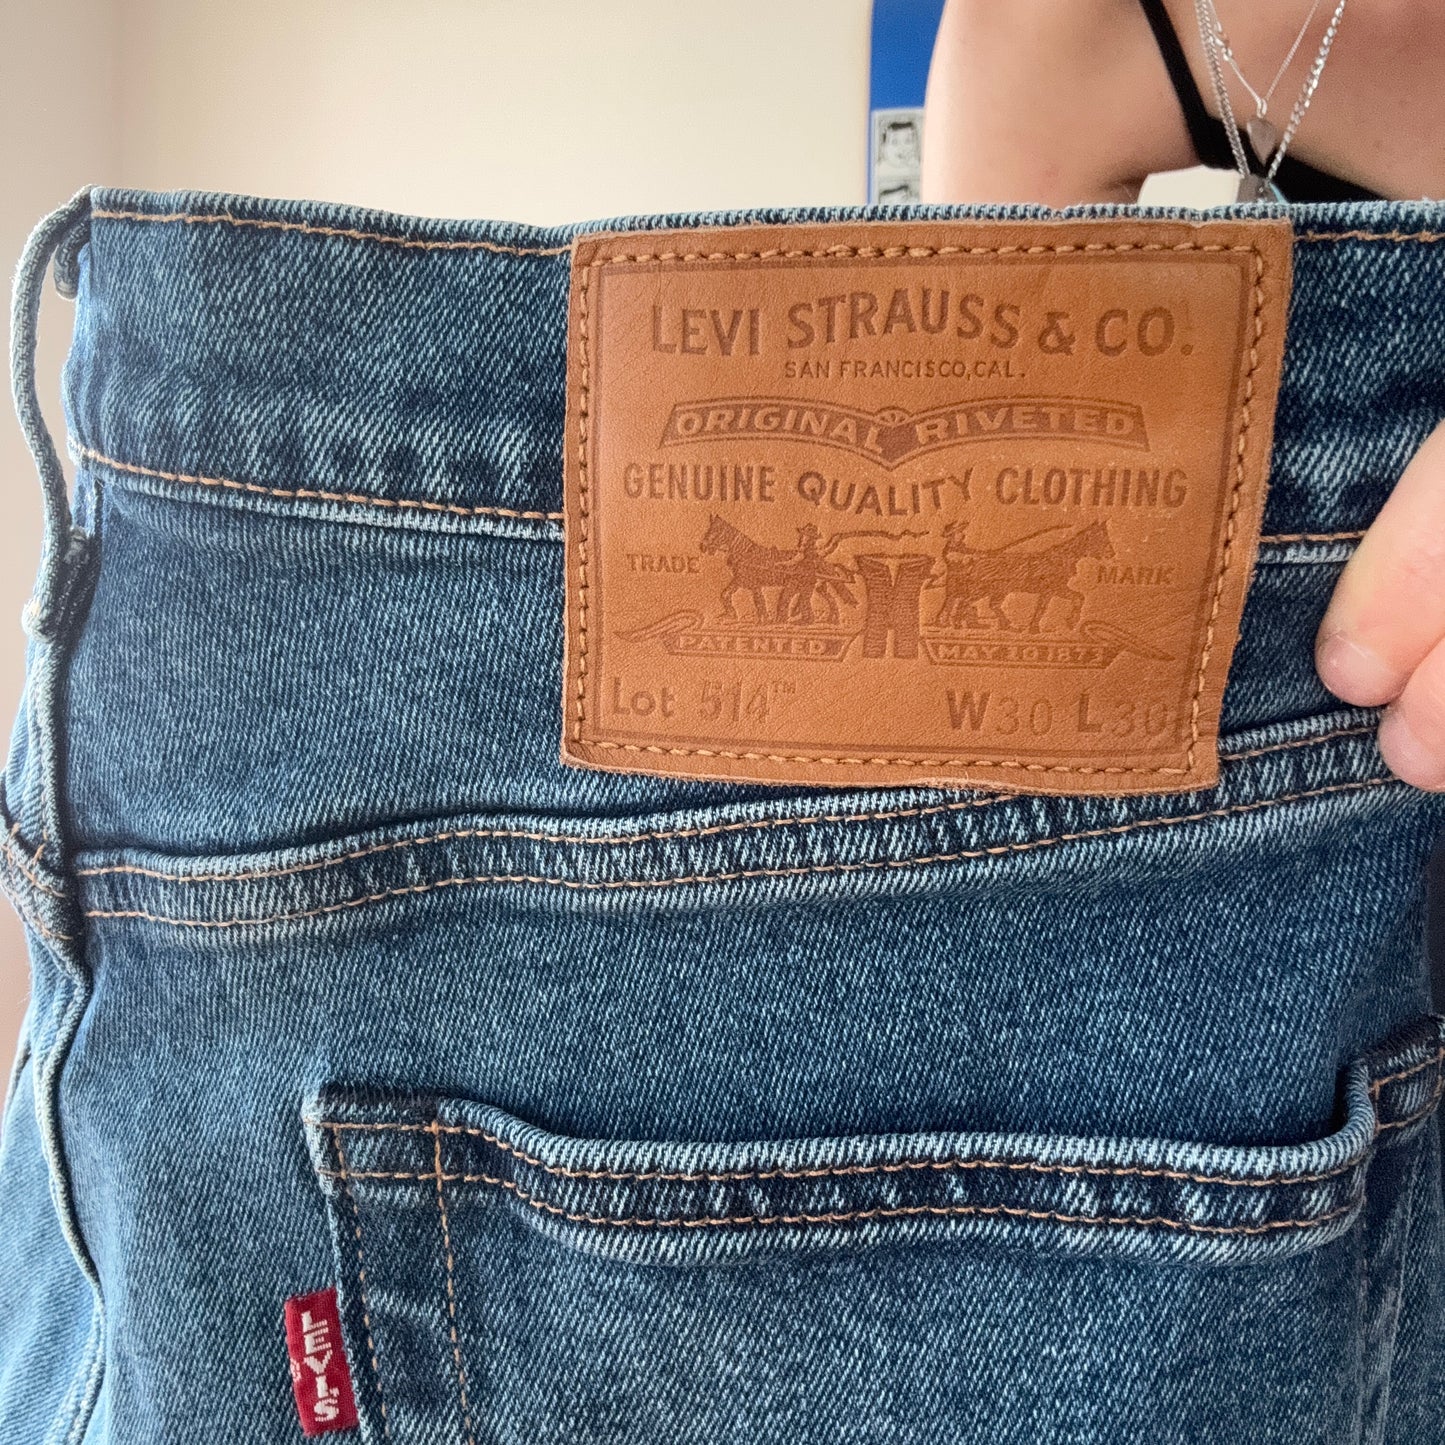 LEVI STRAUSS & CO.
SAN FRANCISCO, CAL.
ORIGINAL RIVETED
GENUINE QUALITY CLOTHING
TRADE MARK
PATENTED MAY 20 1873
Lot 514™ W30 L30
LEVI'S